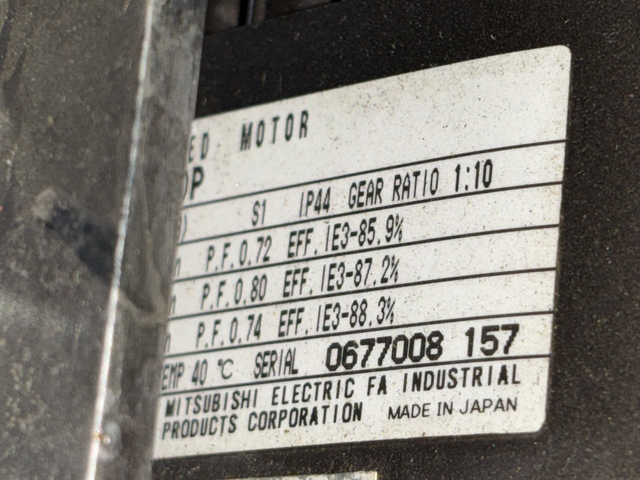 MOTOR
S1 IP44 GEAR RATIO 1:10
P.F.0.72 EFF.IE3-85.9%
P.F.0.80 EFF.IE3-87.2%
P.F.0.74 EFF.IE3-88.3%
EMP 40 °C SERIAL 0677008 157
MITSUBISHI ELECTRIC FA INDUSTRIAL
PRODUCTS CORPORATION MADE IN JAPAN